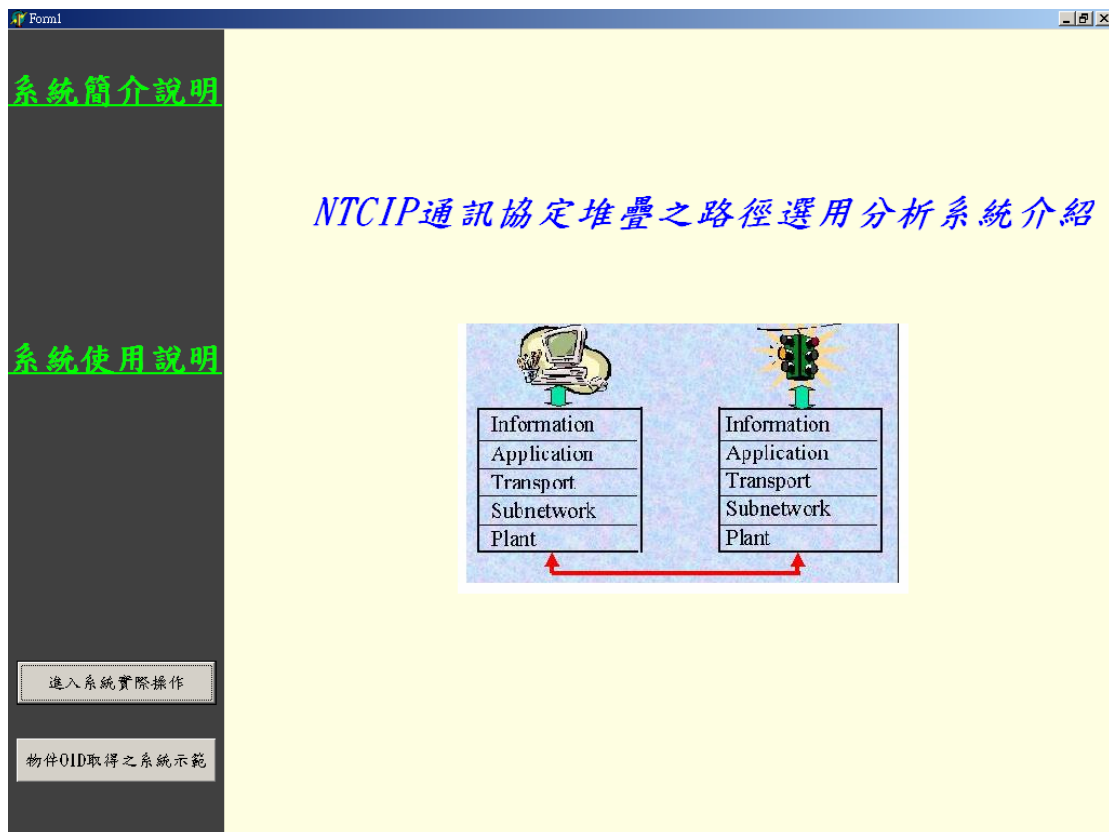 Form1
系統簡介說明
系統使用說明
進入系統實際操作
物件OID取得之系統示範
NTCIP通訊協定堆疊之路徑選用分析系統介紹
Information
Application
Transport
Subnetwork
Plant
Information
Application
Transport
Subnetwork
Plant